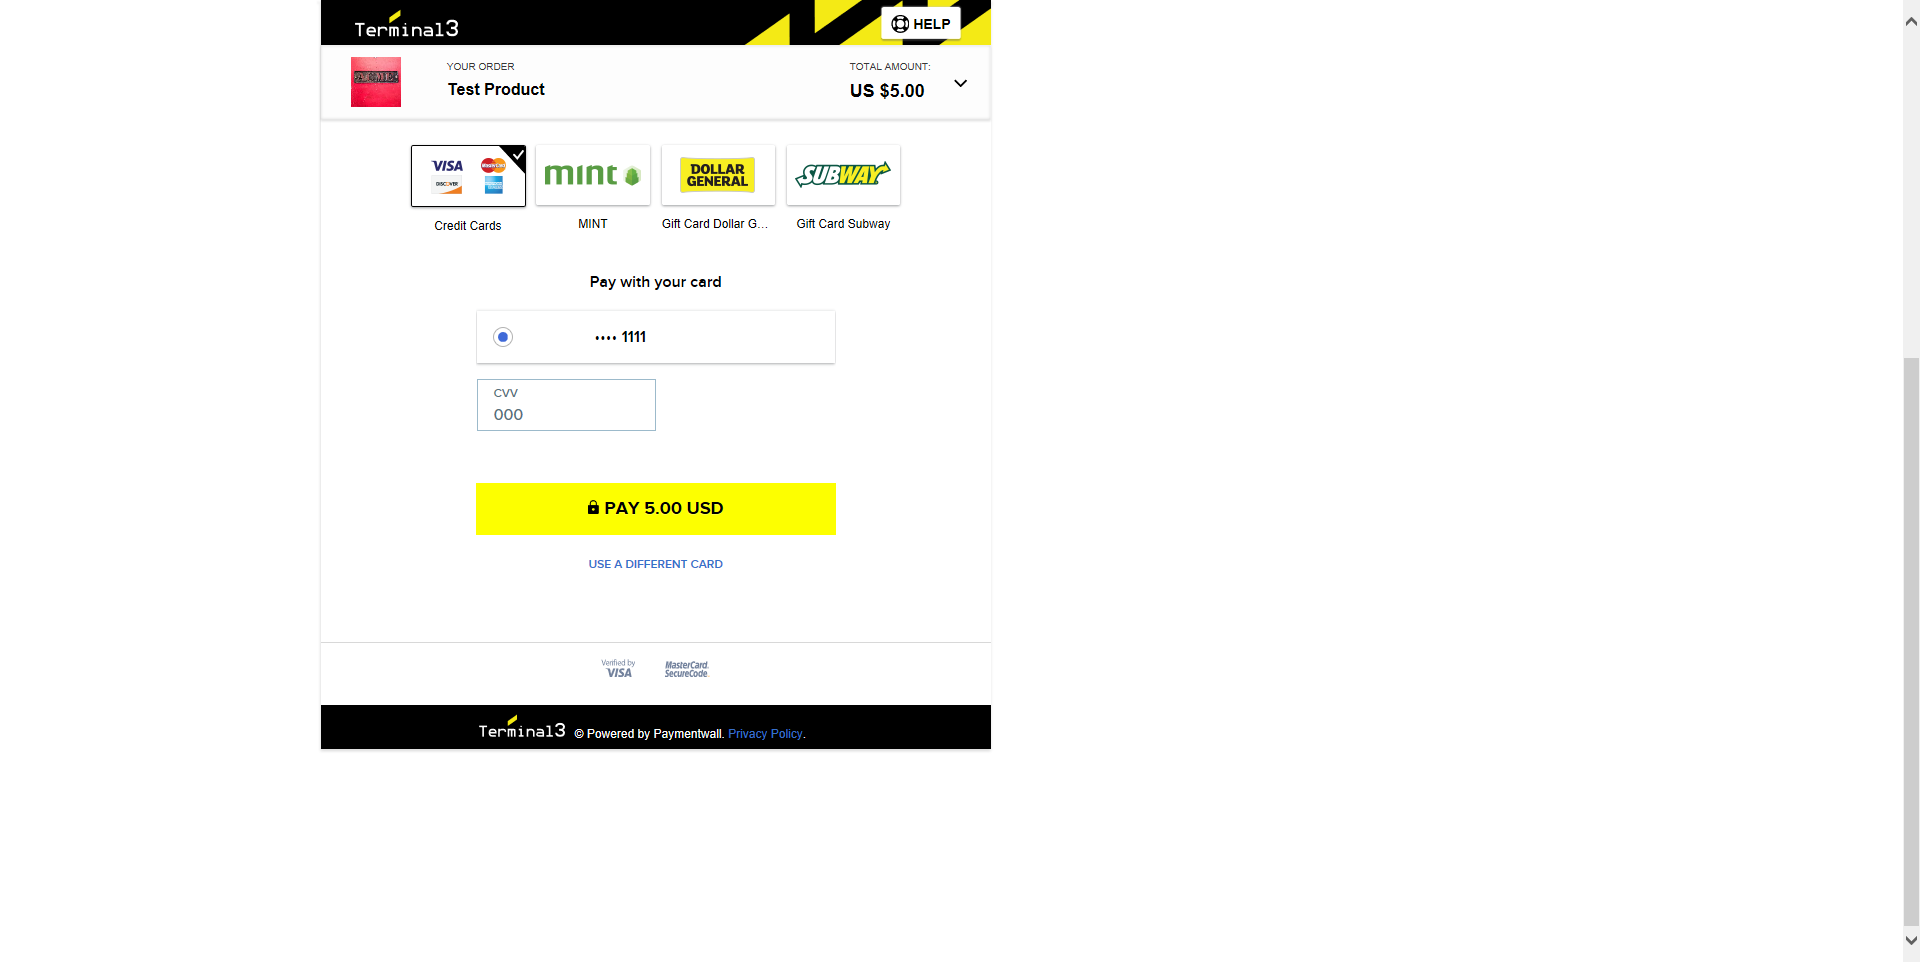 Terminal3
HELP
YOUR ORDER
Test Product
TOTAL AMOUNT:
US $5.00
VISA
MasterCard
DISCOVER
mint
DOLLAR
GENERAL
SUBWAY
Credit Cards
MINT
Gift Card Dollar G...
Gift Card Subway
Pay with your card
•••• 1111
CVV
000
PAY 5.00 USD
USE A DIFFERENT CARD
Verified by
VISA
MasterCard.
SecureCode.
Terminal3 © Powered by Paymentwall. Privacy Policy.